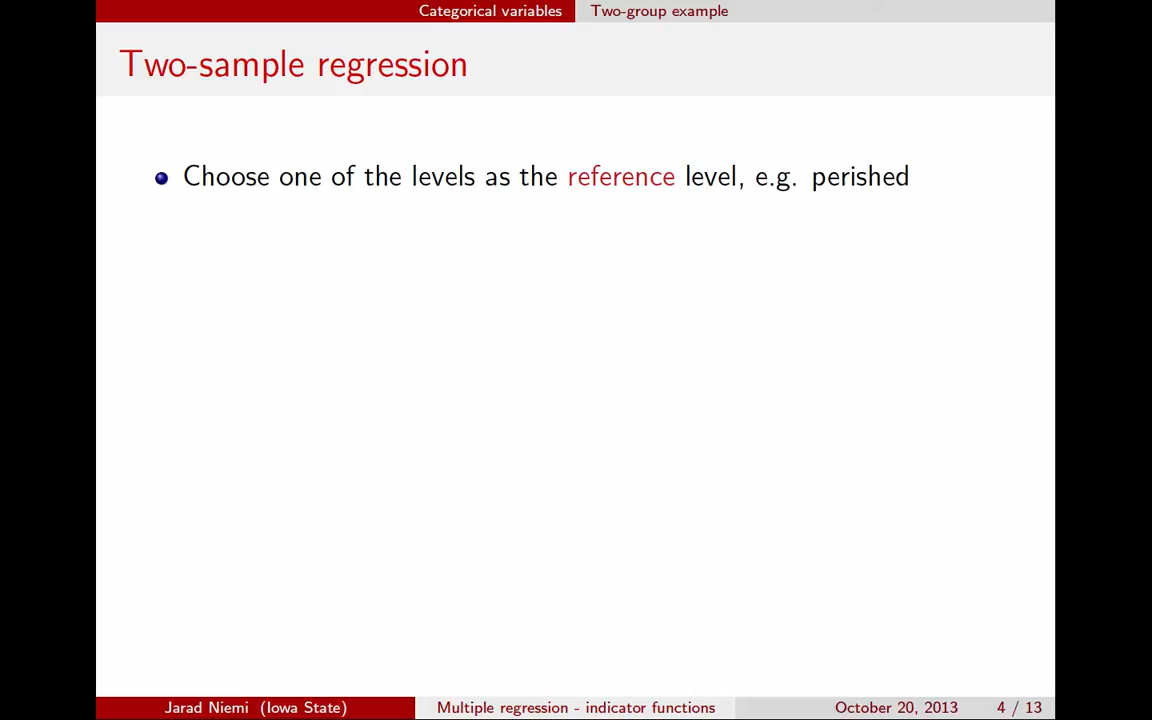 Categorical variables Two-group example
Two-sample regression
Choose one of the levels as the reference level, e.g. perished
Jarad Niemi (Iowa State) Multiple regression - indicator functions October 20, 2013 4 / 13